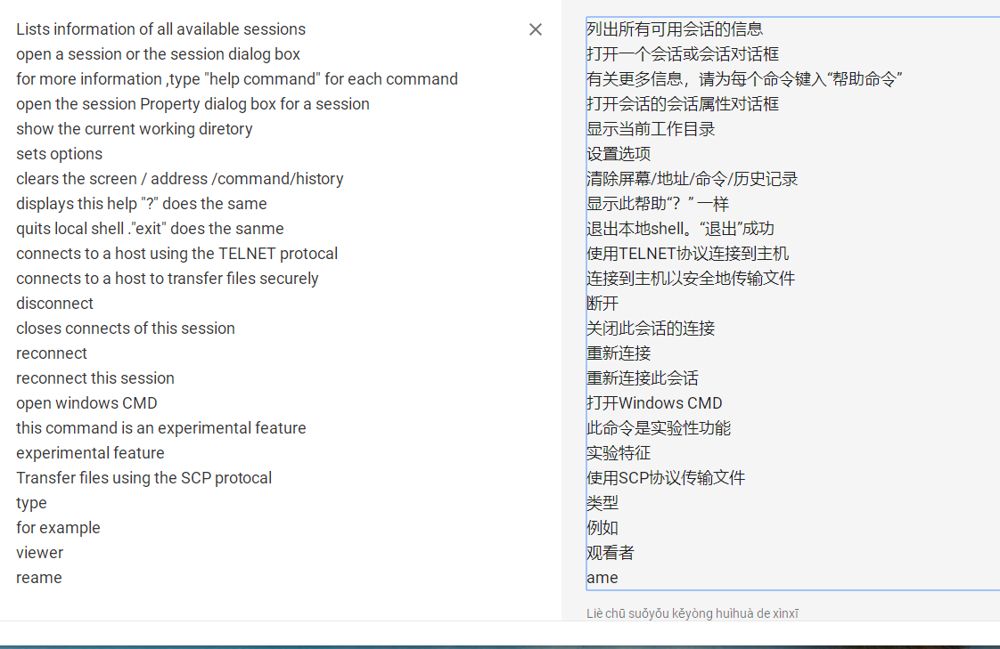 Lists information of all available sessions
open a session or the session dialog box
for more information ,type "help command" for each command
open the session Property dialog box for a session
show the current working diretory
sets options
clears the screen / address /command/history
displays this help "?" does the same
quits local shell ."exit" does the sanme
connects to a host using the TELNET protocal
connects to a host to transfer files securely
disconnect
closes connects of this session
reconnect
reconnect this session
open windows CMD
this command is an experimental feature
experimental feature
Transfer files using the SCP protocal
type
for example
viewer
reame
列出所有可用会话的信息
打开一个会话或会话对话框
有关更多信息，请为每个命令键入“帮助命令”
打开会话的会话属性对话框
显示当前工作目录
设置选项
清除屏幕/地址/命令/历史记录
显示此帮助“？” 一样
退出本地shell。“退出”成功
使用TELNET协议连接到主机
连接到主机以安全地传输文件
断开
关闭此会话的连接
重新连接
重新连接此会话
打开Windows CMD
此命令是实验性功能
实验特征
使用SCP协议传输文件
类型
例如
观看者
ame
Liè chū suǒyǒu kěyòng huìhuà de xìnxī